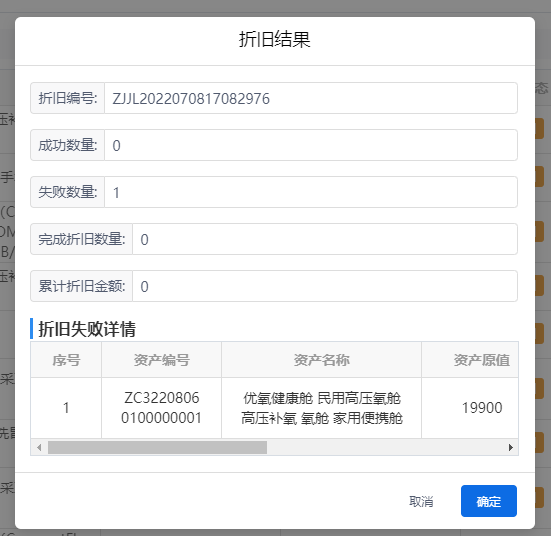 折旧结果
折旧编号: ZJJL2022070817082976
成功数量: 0
失败数量: 1
完成折旧数量: 0
累计折旧金额: 0
折旧失败详情
序号 资产编号 资产名称 资产原值
1 ZC3220806 0100000001 优氧健康舱 民用高压氧舱 19900
高压补氧 氧舱 家用便携舱
取消 确定
态
手
采
采